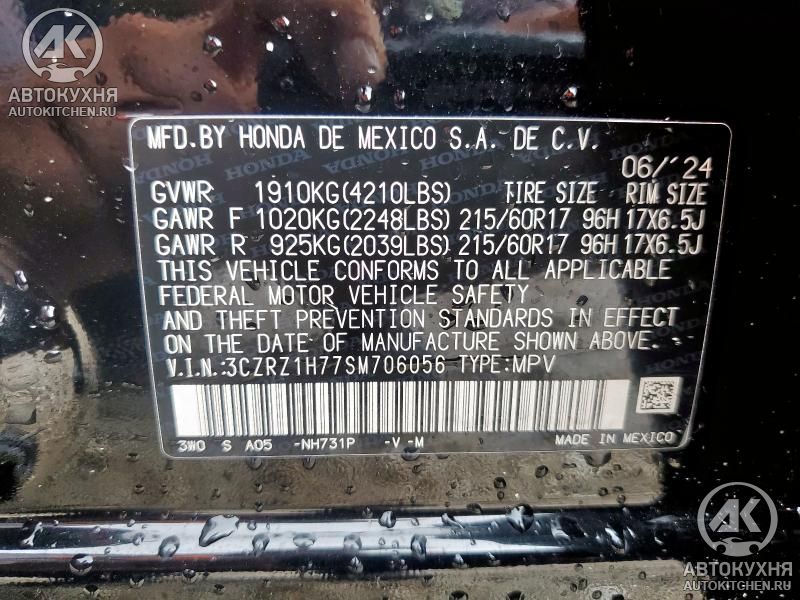 АВТОКУХНЯ
AUTOKITCHEN.RU
MFD.BY HONDA DE MEXICO S.A. DE C.V.
06/'24
GVWR 1910KG(4210LBS) TIRE SIZE RIM SIZE
GAWR F 1020KG(2248LBS) 215/60R17 96H 17X6.5J
GAWR R 925KG(2039LBS) 215/60R17 96H 17X6.5J
THIS VEHICLE CONFORMS TO ALL APPLICABLE
FEDERAL MOTOR VEHICLE SAFETY
AND THEFT PREVENTION STANDARDS IN EFFECT
ON THE DATE OF MANUFACTURE SHOWN ABOVE.
V.I.N.:3CZRZ1H77SM706056 TYPE:MPV
3W0 S A05 -NH731P -V -M
MADE IN MEXICO
АВТОКУХНЯ
AUTOKITCHEN.RU